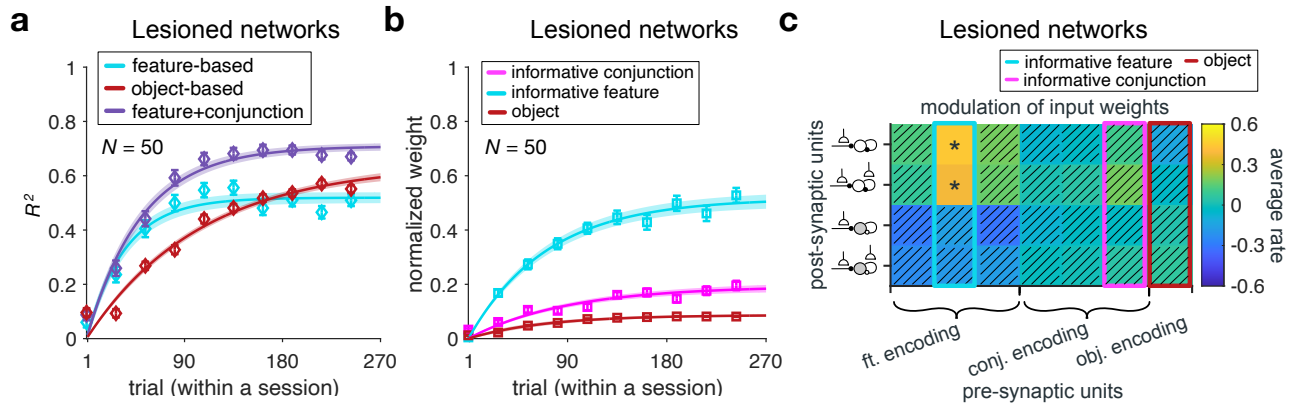 a
Lesioned networks
feature-based
object-based
feature+conjunction
N = 50
R²
1
0.8
0.6
0.4
0.2
0
1
90
180
270
trial (within a session)
b
Lesioned networks
informative conjunction
informative feature
object
N = 50
normalized weight
1
0.8
0.6
0.4
0.2
0
1
90
180
270
trial (within a session)
c
Lesioned networks
informative feature
object
informative conjunction
modulation of input weights
post-synaptic units
*
*
0.6
0.3
0
-0.3
-0.6
average rate
ft. encoding
conj. encoding
obj. encoding
pre-synaptic units